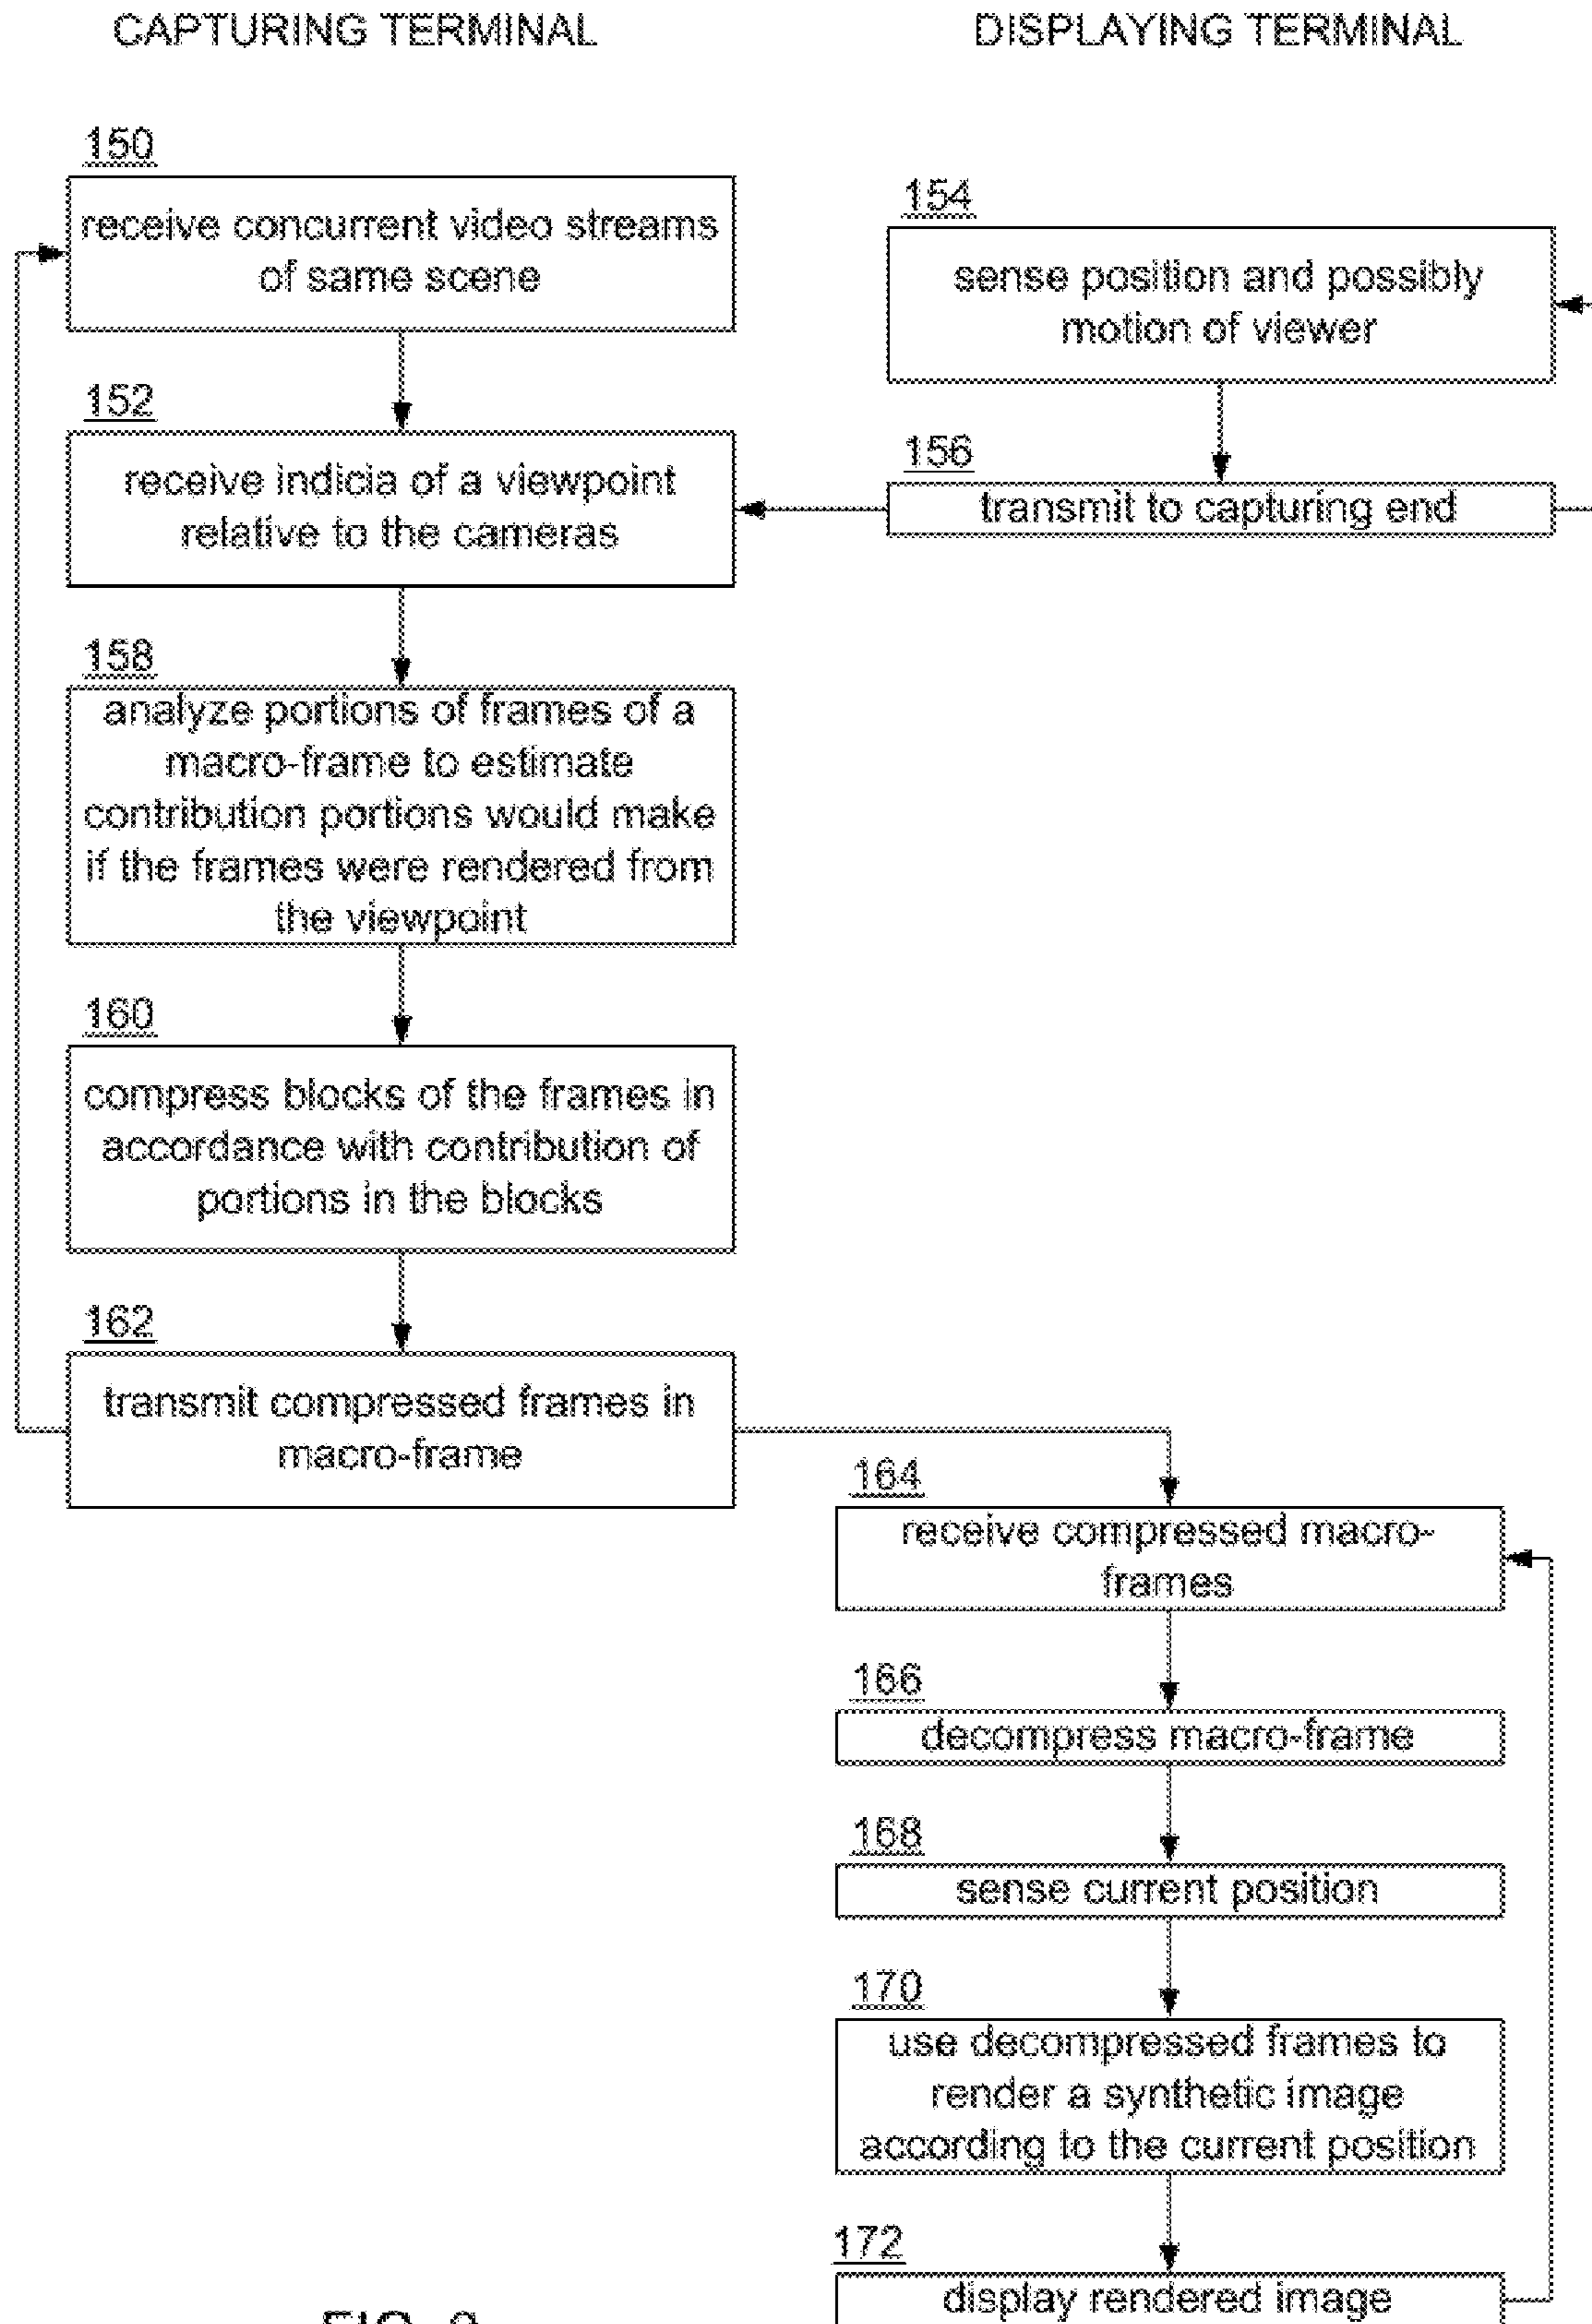 CAPTURING TERMINAL
DISPLAYING TERMINAL
150
receive concurrent video streams
of same scene
152
receive indicia of a viewpoint
relative to the cameras
154
sense position and possibly
motion of viewer
156
transmit to capturing end
158
analyze portions of frames of a
macro-frame to estimate
contribution portions would make
if the frames were rendered from
the viewpoint
160
compress blocks of the frames in
accordance with contribution of
portions in the blocks
162
transmit compressed frames in
macro-frame
164
receive compressed macro-
frames
166
decompress macro-frame
168
sense current position
170
use decompressed frames to
render a synthetic image
according to the current position
172
display rendered image
FIG.